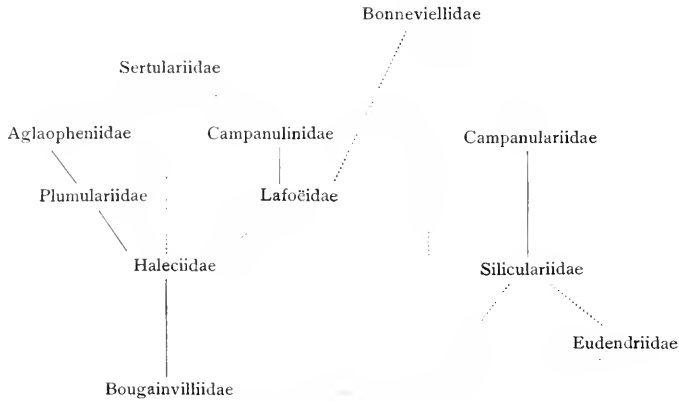 Bonneviellidae
Sertulariidae
Aglaopheniidae Campanulinidae Campanulariidae
Plumulariidae Lafoëidae
Haleciidae Siliculariidae
Eudendriidae
Bougainvilliidae